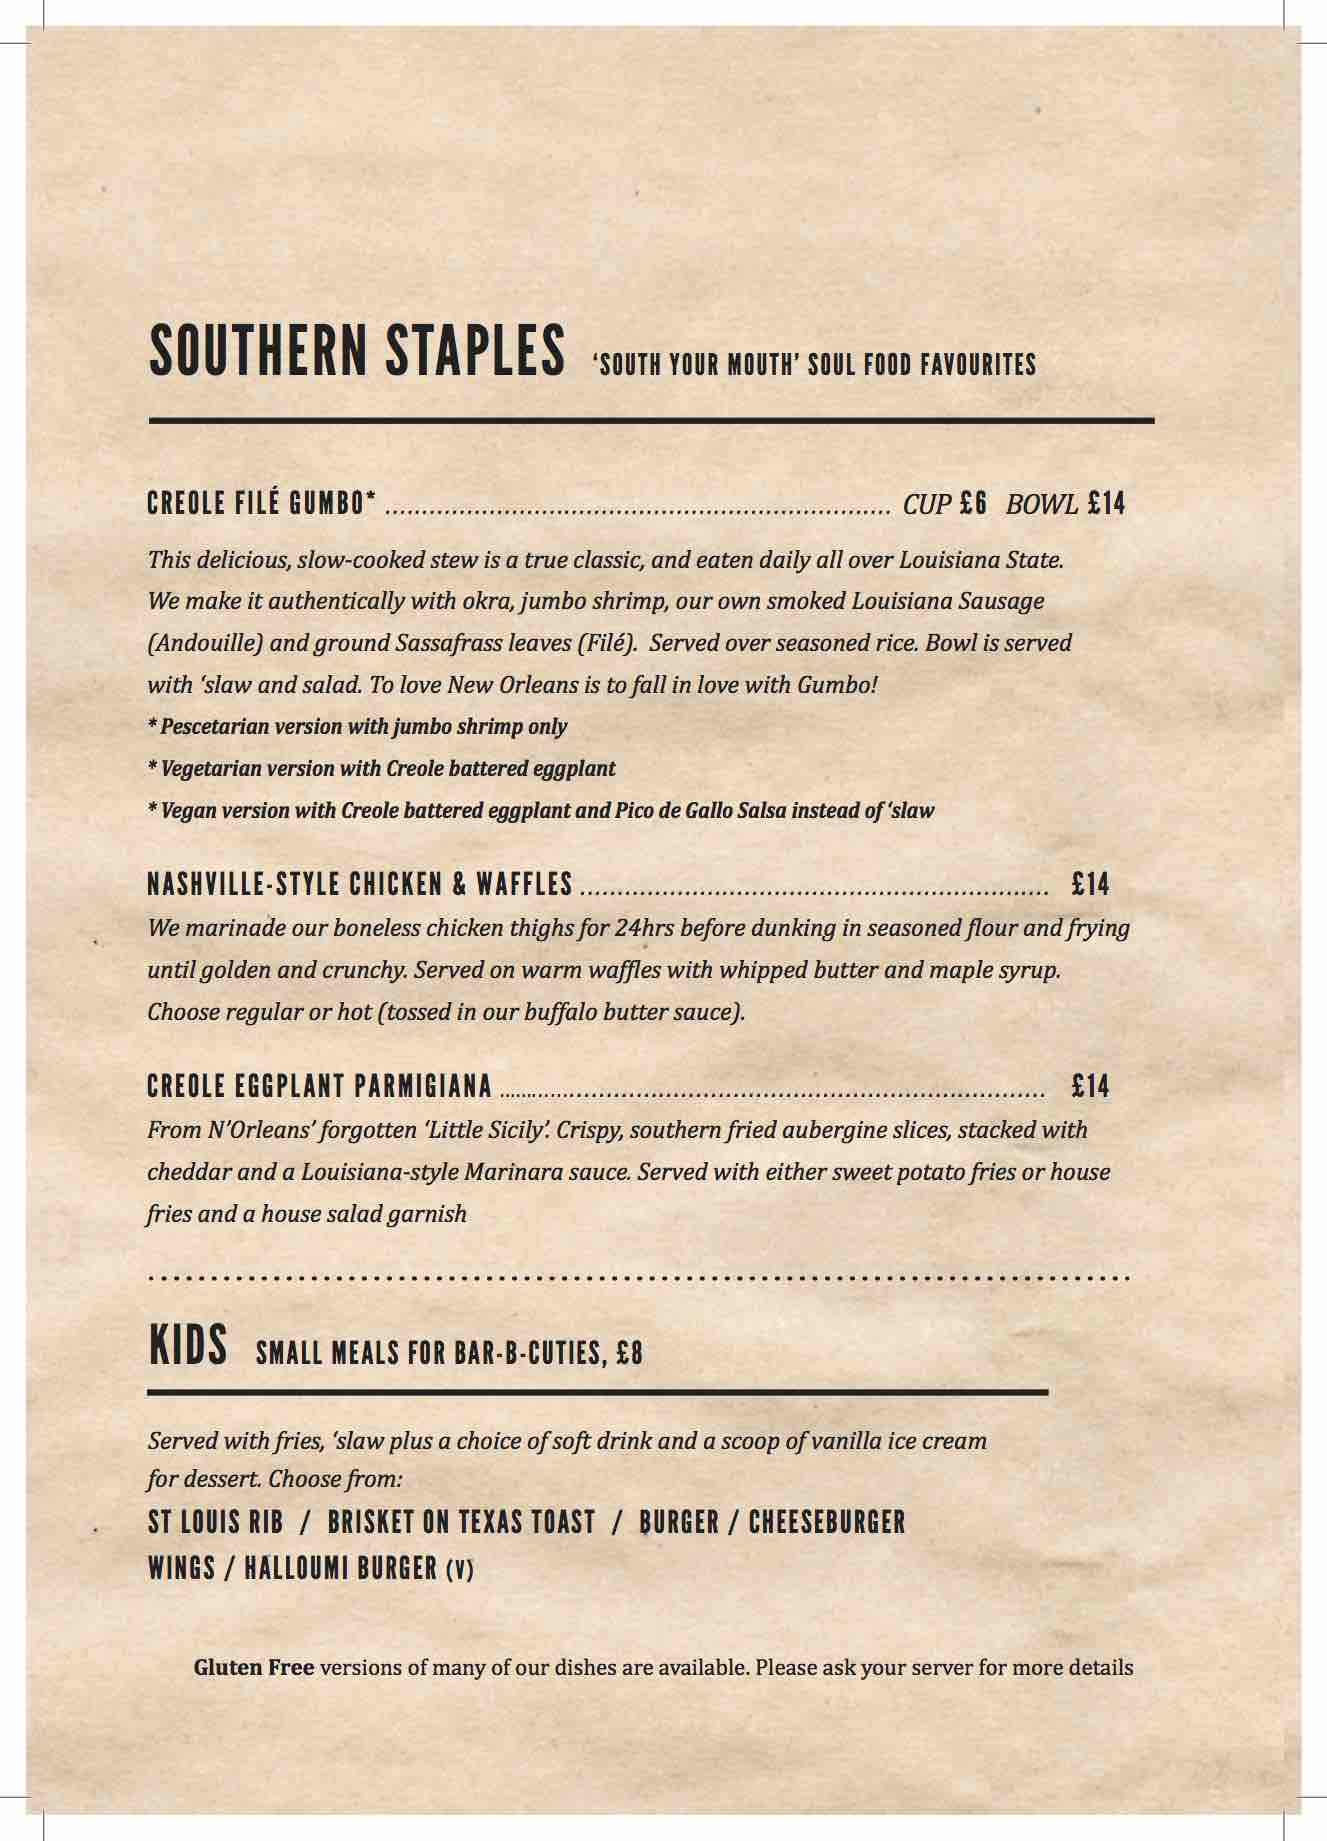 SOUTHERN STAPLES ‘SOUTH YOUR MOUTH’ SOUL FOOD FAVOURITES
CREOLE FILÉ GUMBO* ........................................ CUP £6 BOWL £14
This delicious, slow-cooked stew is a true classic, and eaten daily all over Louisiana State.
We make it authentically with okra, jumbo shrimp, our own smoked Louisiana Sausage
(Andouille) and ground Sassafrass leaves (Filé). Served over seasoned rice. Bowl is served
with ‘slaw and salad. To love New Orleans is to fall in love with Gumbo!
* Pescetarian version with jumbo shrimp only
* Vegetarian version with Creole battered eggplant
* Vegan version with Creole battered eggplant and Pico de Gallo Salsa instead of ‘slaw
NASHVILLE-STYLE CHICKEN & WAFFLES ........................................ £14
We marinade our boneless chicken thighs for 24hrs before dunking in seasoned flour and frying
until golden and crunchy. Served on warm waffles with whipped butter and maple syrup.
Choose regular or hot (tossed in our buffalo butter sauce).
CREOLE EGGPLANT PARMIGIANA ........................................ £14
From N’Orleans’ forgotten ‘Little Sicily’. Crispy, southern fried aubergine slices, stacked with
cheddar and a Louisiana-style Marinara sauce. Served with either sweet potato fries or house
fries and a house salad garnish
KIDS SMALL MEALS FOR BAR-B-CUTIES, £8
Served with fries, ‘slaw plus a choice of soft drink and a scoop of vanilla ice cream
for dessert. Choose from:
ST LOUIS RIB / BRISKET ON TEXAS TOAST / BURGER / CHEESEBURGER
WINGS / HALLOUMI BURGER (V)
Gluten Free versions of many of our dishes are available. Please ask your server for more details